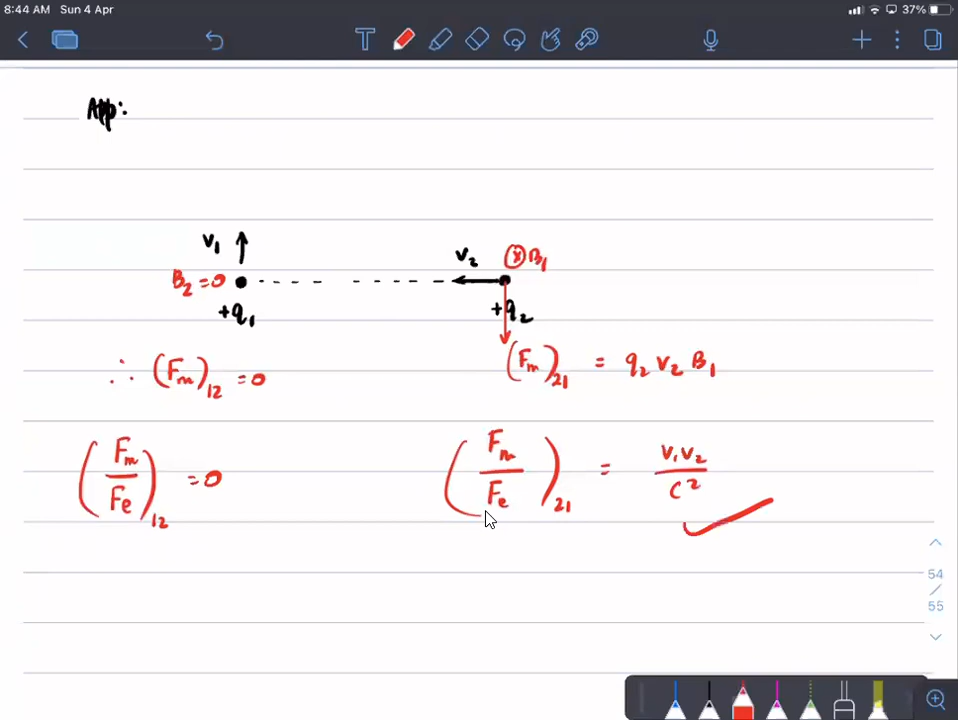 8:44 AM Sun 4 Apr 37%
App:
v₁ v₂ ⊗B₁
B₂ = 0
+q₁ +q₂
∴ (Fₘ)₁₂ = 0 (Fₘ)₂₁ = q₂ v₂ B₁
(Fₘ/Fₑ)₁₂ = 0 (Fₘ/Fₑ)₂₁ = v₁v₂/c²
54
/
55